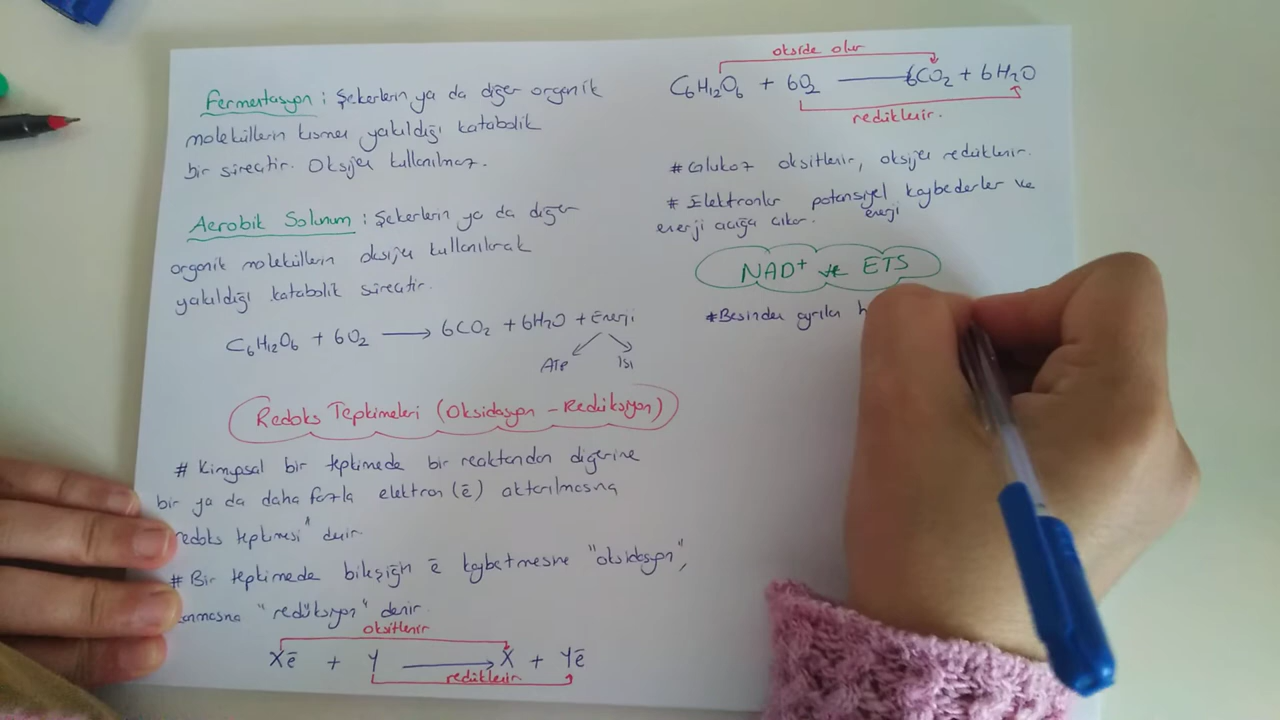 Fermentasyon : Şekerlerin ya da diğer organik
moleküllerin kısmen yakıldığı katabolik
bir süreçtir. Oksijen kullanılmaz.
Aerobik Solunum : Şekerlerin ya da diğer
organik moleküllerin oksijen kullanılarak
yakıldığı katabolik süreçtir.
C₆H₁₂O₆ + 6O₂ → 6CO₂ + 6H₂O + Enerji
ATP Isı
Redoks Tepkimeleri (Oksidasyon - Redüksiyon)
# Kimyasal bir tepkimede bir reaktandan diğerine
bir ya da daha fazla elektron (ē) aktarılmasına
redoks tepkimesi" denir
# Bir tepkimede bileşiğin ē kaybetmesine "oksidasyon",
"redüksiyon" denir.
oksitlenir
Xē + Y → X + Yē
redüklenir
okside olur
C₆H₁₂O₆ + 6O₂ → 6CO₂ + 6H₂O
redüklenir.
# Glukoz oksitlenir, oksijen redüklenir.
# Elektronlar potansiyel enerji kaybederler ve
enerji açığa çıkar.
NAD⁺ ve ETS
# Besinden ayrılan